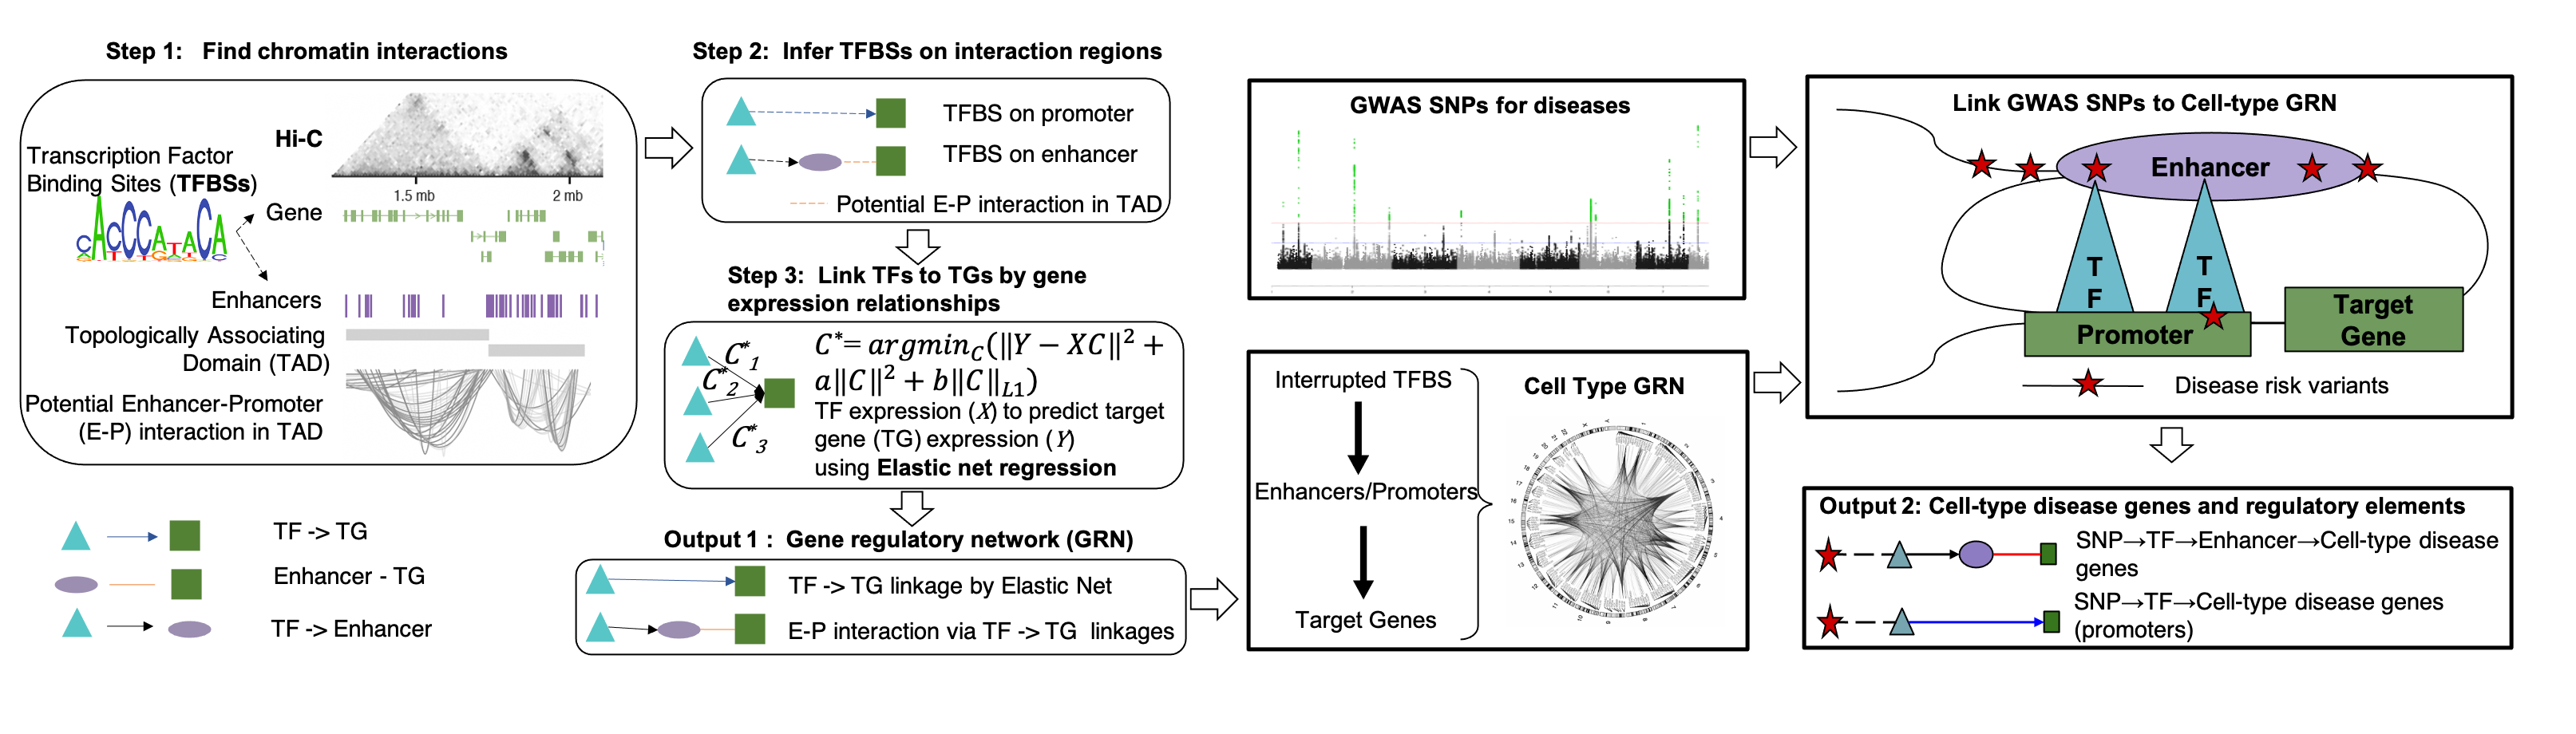 Step 1: Find chromatin interactions
Hi-C
Transcription Factor
Binding Sites (TFBSs)
1.5 mb
2 mb
Gene
Enhancers
Topologically Associating
Domain (TAD)
Potential Enhancer-Promoter
(E-P) interaction in TAD
TF -> TG
Enhancer - TG
TF -> Enhancer
Step 2: Infer TFBSs on interaction regions
TFBS on promoter
TFBS on enhancer
Potential E-P interaction in TAD
Step 3: Link TFs to TGs by gene
expression relationships
C*1
C*2
C*3
C*= argminC(‖Y − XC‖² +
a‖C‖² + b‖C‖L1)
TF expression (X) to predict target
gene (TG) expression (Y)
using Elastic net regression
Output 1 : Gene regulatory network (GRN)
TF -> TG linkage by Elastic Net
E-P interaction via TF -> TG linkages
GWAS SNPs for diseases
Interrupted TFBS
Enhancers/Promoters
Target Genes
Cell Type GRN
Link GWAS SNPs to Cell-type GRN
Enhancer
T
F
T
F
Promoter
Target
Gene
Disease risk variants
Output 2: Cell-type disease genes and regulatory elements
SNP→TF→Enhancer→Cell-type disease
genes
SNP→TF→Cell-type disease genes
(promoters)